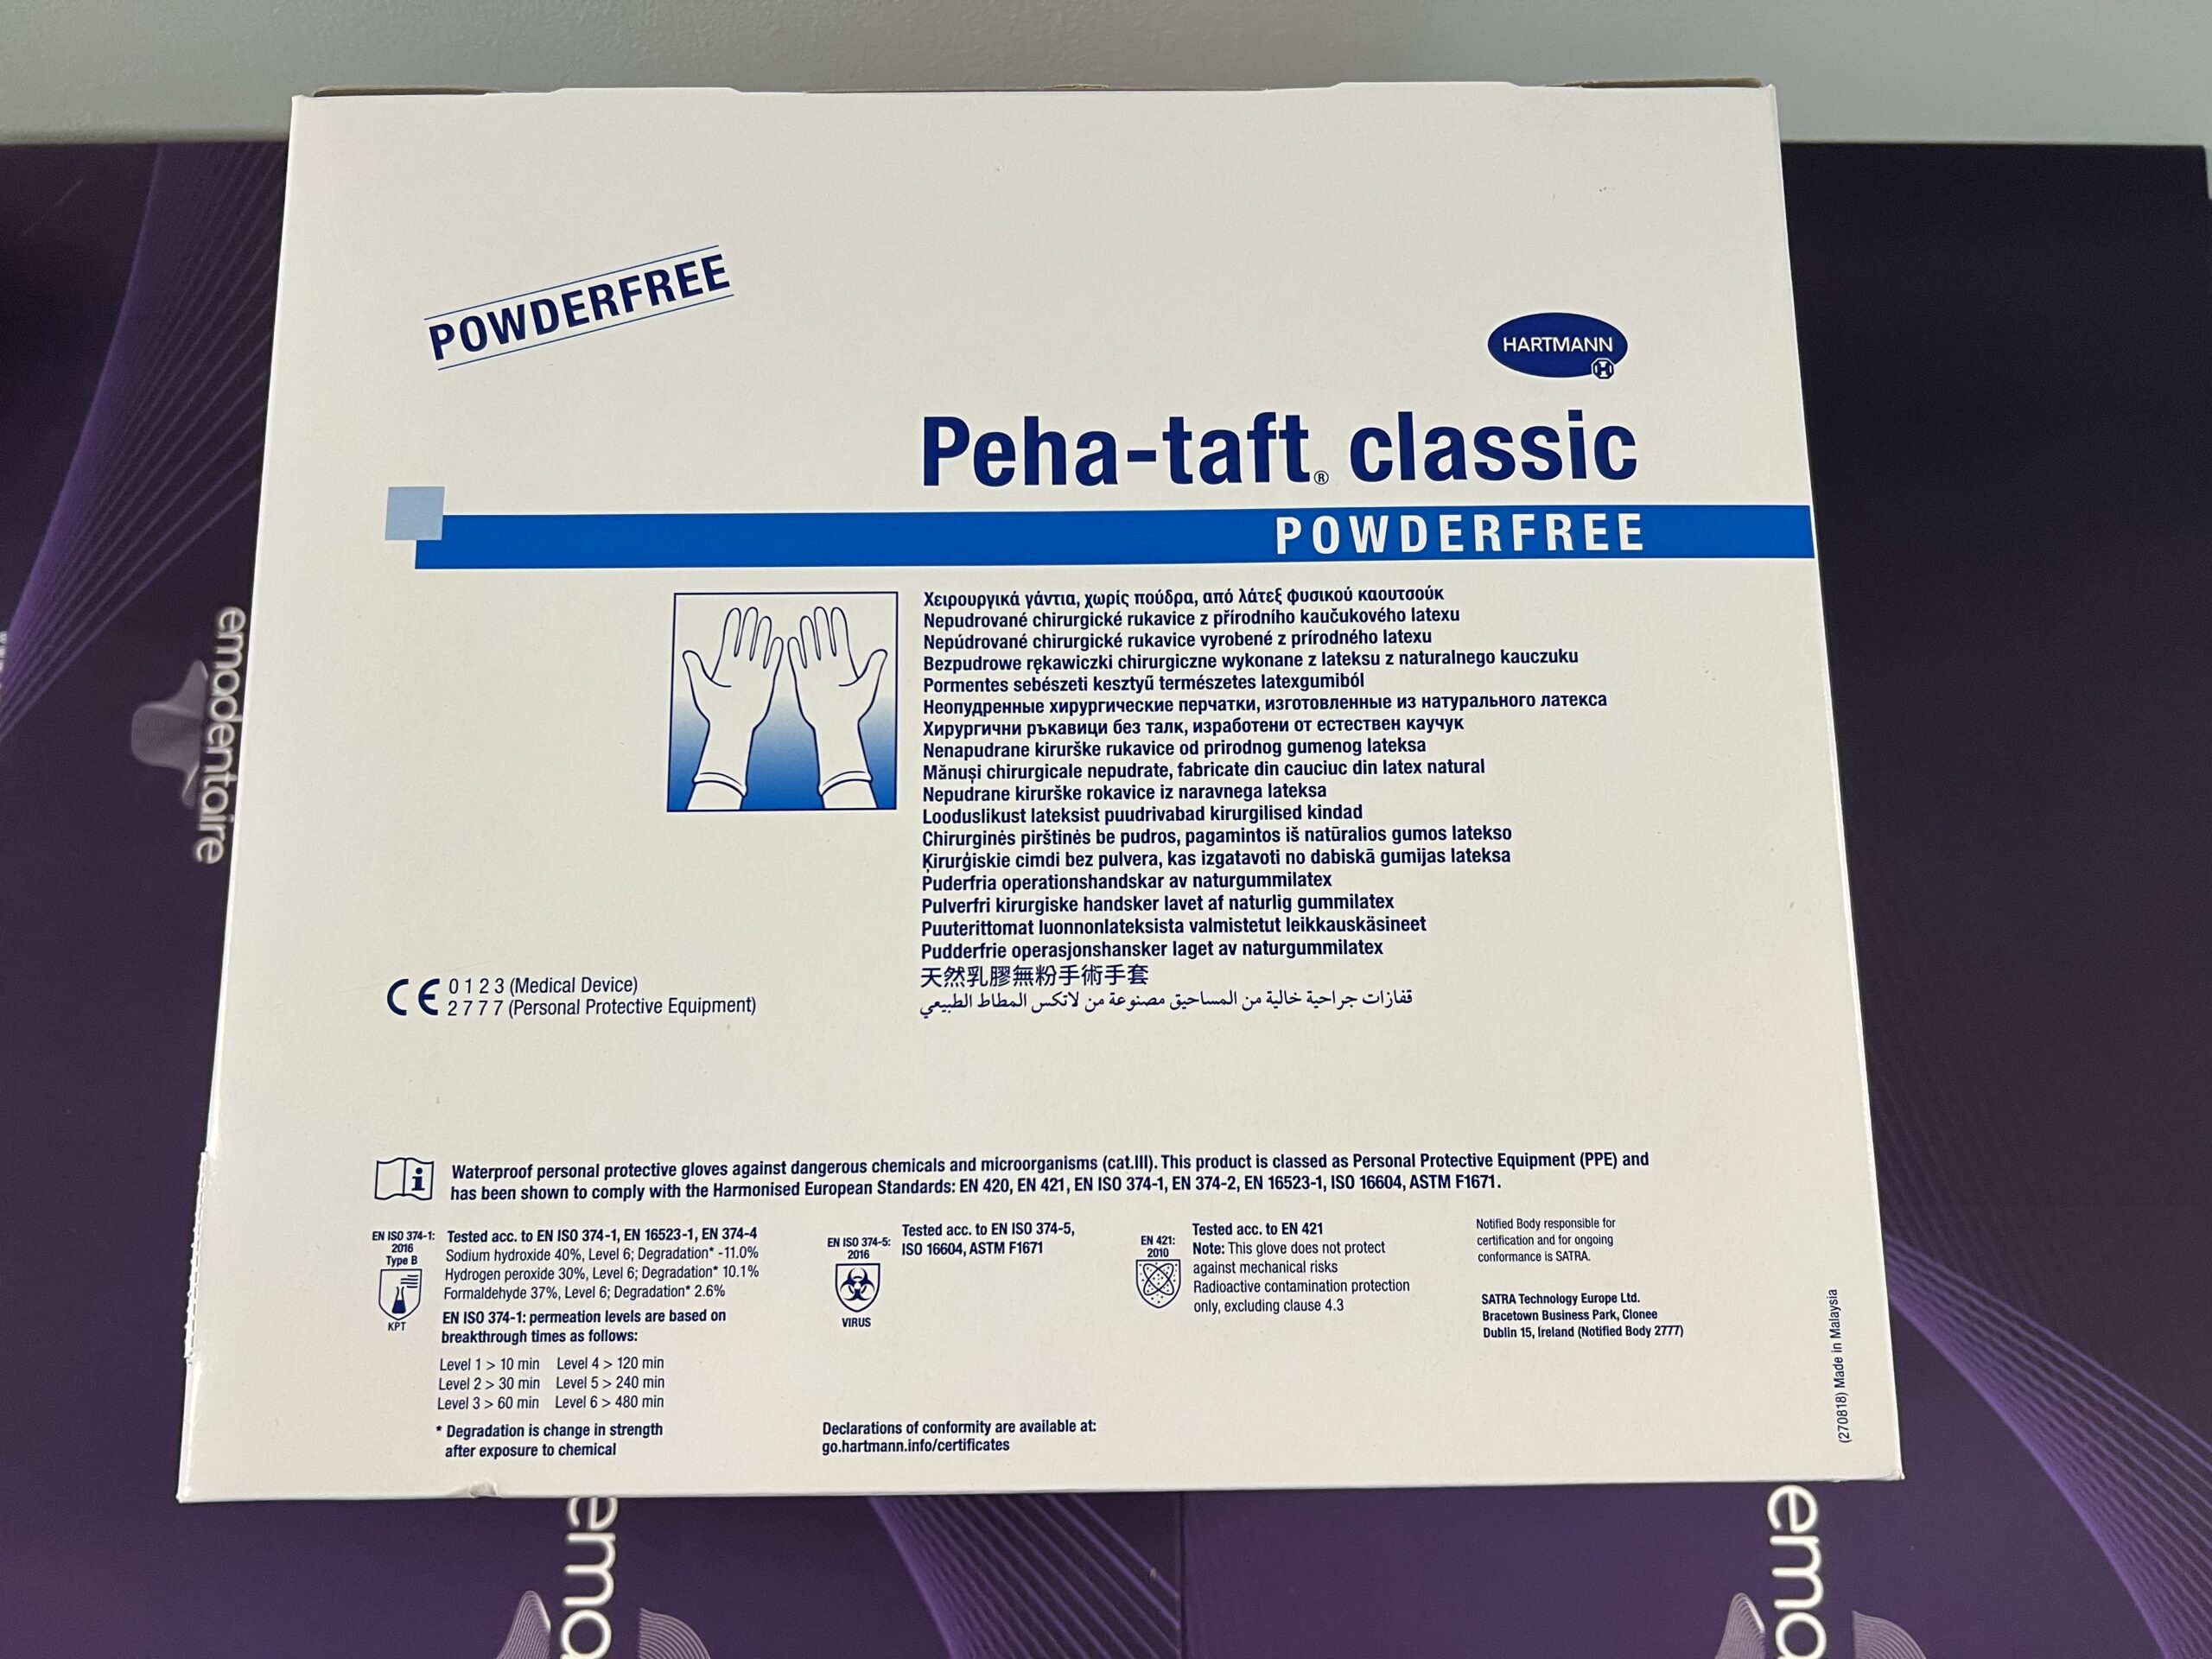 POWDERFREE
HARTMANN
Peha-taft® classic
POWDERFREE
Χειρουργικά γάντια, χωρίς πούδρα, από λάτεξ φυσικού καουτσούκ
Nepudrované chirurgické rukavice z přírodního kaučukového latexu
Nepúdrované chirurgické rukavice vyrobené z prírodného latexu
Bezpudrowe rękawiczki chirurgiczne wykonane z lateksu z naturalnego kauczuku
Pormentes sebészeti kesztyű természetes latexgumiból
Неопудренные хирургические перчатки, изготовленные из натурального латекса
Хирургични ръкавици без талк, изработени от естествен каучук
Nenapudrane kirurške rukavice od prirodnog gumenog lateksa
Mănuși chirurgicale nepudrate, fabricate din cauciuc din latex natural
Nepudrane kirurške rokavice iz naravnega lateksa
Looduslikust lateksist puudrivabad kirurgilised kindad
Chirurginės pirštinės be pudros, pagamintos iš natūralios gumos latekso
Ķirurģiskie cimdi bez pulvera, kas izgatavoti no dabiskā gumijas lateksa
Puderfria operationshandskar av naturgummilatex
Pulverfri kirurgiske handsker lavet af naturlig gummilatex
Puuterittomat luonnonlateksista valmistetut leikkauskäsineet
Pudderfrie operasjonshansker laget av naturgummilatex
天然乳膠無粉手術手套
قفازات جراحية خالية من المساحيق مصنوعة من لاتكس المطاط الطبيعي
CE 0123 (Medical Device)
2777 (Personal Protective Equipment)
Waterproof personal protective gloves against dangerous chemicals and microorganisms (cat.III). This product is classed as Personal Protective Equipment (PPE) and
has been shown to comply with the Harmonised European Standards: EN 420, EN 421, EN ISO 374-1, EN 374-2, EN 16523-1, ISO 16604, ASTM F1671.
EN ISO 374-1:
2016
Type B
KPT
Tested acc. to EN ISO 374-1, EN 16523-1, EN 374-4
Sodium hydroxide 40%, Level 6; Degradation* -11.0%
Hydrogen peroxide 30%, Level 6; Degradation* 10.1%
Formaldehyde 37%, Level 6; Degradation* 2.6%
EN ISO 374-1: permeation levels are based on
breakthrough times as follows:
Level 1 > 10 min Level 4 > 120 min
Level 2 > 30 min Level 5 > 240 min
Level 3 > 60 min Level 6 > 480 min
* Degradation is change in strength
after exposure to chemical
EN ISO 374-5:
2016
VIRUS
Tested acc. to EN ISO 374-5,
ISO 16604, ASTM F1671
Declarations of conformity are available at:
go.hartmann.info/certificates
EN 421:
2010
Tested acc. to EN 421
Note: This glove does not protect
against mechanical risks
Radioactive contamination protection
only, excluding clause 4.3
Notified Body responsible for
certification and for ongoing
conformance is SATRA.
SATRA Technology Europe Ltd.
Bracetown Business Park, Clonee
Dublin 15, Ireland (Notified Body 2777)
(270818) Made in Malaysia
emadentaire
ema
ema